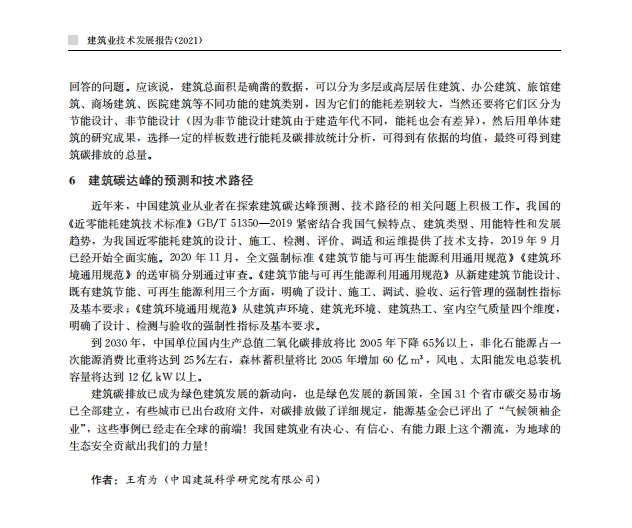 建筑业技术发展报告(2021)
回答的问题。应该说，建筑总面积是确凿的数据，可以分为多层或高层居住建筑、办公建筑、旅馆建
筑、商场建筑、医院建筑等不同功能的建筑类别，因为它们的能耗差别较大，当然还要将它们区分为
节能设计、非节能设计（因为非节能设计建筑由于建造年代不同，能耗也会有差异），然后用单体建
筑的研究成果，选择一定的样板数进行能耗及碳排放统计分析，可得到有依据的均值，最终可得到建
筑碳排放的总量。
6 建筑碳达峰的预测和技术路径
近年来，中国建筑业从业者在探索建筑碳达峰预测、技术路径的相关问题上积极工作。我国的
《近零能耗建筑技术标准》GB/T 51350—2019 紧密结合我国气候特点、建筑类型、用能特性和发展
趋势，为我国近零能耗建筑的设计、施工、检测、评价、调适和运维提供了技术支持，2019 年 9 月
已经开始全面实施。2020 年 11 月，全文强制标准《建筑节能与可再生能源利用通用规范》《建筑环
境通用规范》的送审稿分别通过审查。《建筑节能与可再生能源利用通用规范》从新建建筑节能设计、
既有建筑节能、可再生能源利用三个方面，明确了设计、施工、调试、验收、运行管理的强制性指标
及基本要求；《建筑环境通用规范》从建筑声环境、建筑光环境、建筑热工、室内空气质量四个维度，
明确了设计、检测与验收的强制性指标及基本要求。
到 2030 年，中国单位国内生产总值二氧化碳排放将比 2005 年下降 65%以上，非化石能源占一
次能源消费比重将达到 25%左右，森林蓄积量将比 2005 年增加 60 亿 m³，风电、太阳能发电总装机
容量将达到 12 亿 kW 以上。
建筑碳排放已成为绿色建筑发展的新动向，也是绿色发展的新国策，全国 31 个省市碳交易市场
已全部建立，有些城市已出台政府文件，对碳排放做了详细规定，能源基金会已评出了“气候领袖企
业”，这些事例已经走在全球的前端！我国建筑业有决心、有信心、有能力跟上这个潮流，为地球的
生态安全贡献出我们的力量！
作者：王有为（中国建筑科学研究院有限公司）